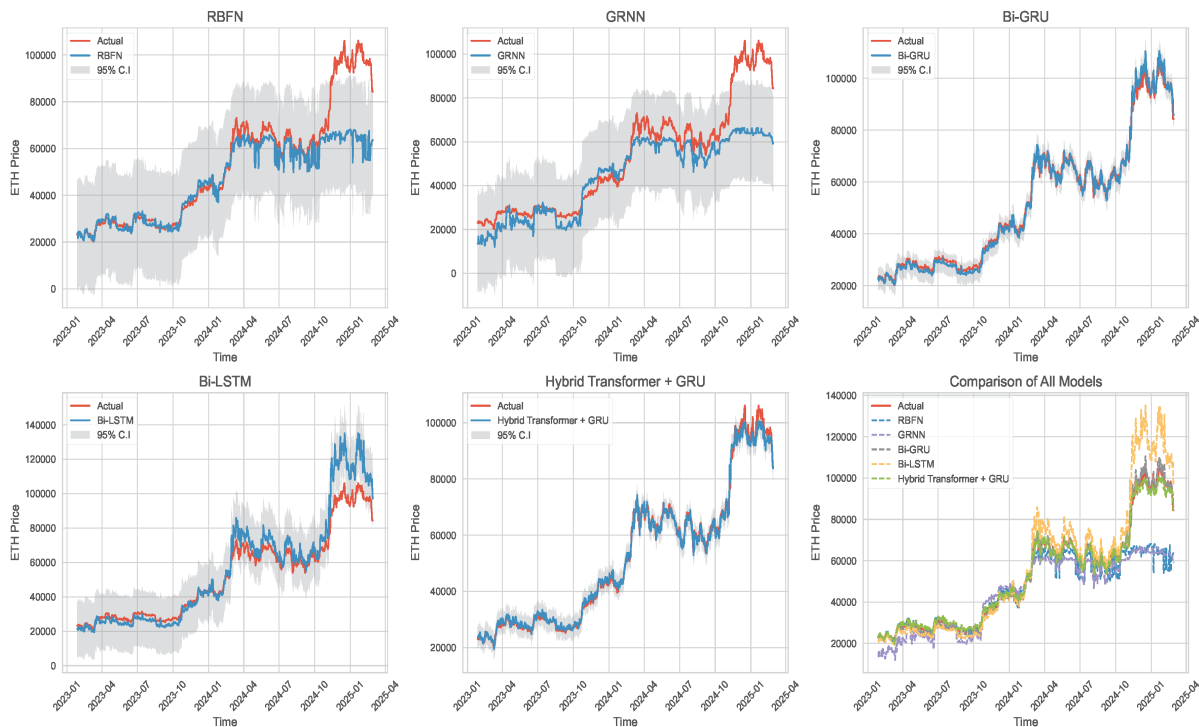 RBFN
ETH Price
100000
80000
60000
40000
20000
0
Actual
RBFN
95% C.I
2023-01
2023-04
2023-07
2023-10
2024-01
2024-04
2024-07
2024-10
2025-01
2025-04
Time
GRNN
ETH Price
100000
80000
60000
40000
20000
0
Actual
GRNN
95% C.I
2023-01
2023-04
2023-07
2023-10
2024-01
2024-04
2024-07
2024-10
2025-01
2025-04
Time
Bi-GRU
ETH Price
100000
80000
60000
40000
20000
Actual
Bi-GRU
95% C.I
2023-01
2023-04
2023-07
2023-10
2024-01
2024-04
2024-07
2024-10
2025-01
2025-04
Time
Bi-LSTM
ETH Price
140000
120000
100000
80000
60000
40000
20000
0
Actual
Bi-LSTM
95% C.I
2023-01
2023-04
2023-07
2023-10
2024-01
2024-04
2024-07
2024-10
2025-01
2025-04
Time
Hybrid Transformer + GRU
ETH Price
100000
80000
60000
40000
20000
Actual
Hybrid Transformer + GRU
95% C.I
2023-01
2023-04
2023-07
2023-10
2024-01
2024-04
2024-07
2024-10
2025-01
2025-04
Time
Comparison of All Models
ETH Price
140000
120000
100000
80000
60000
40000
20000
Actual
RBFN
GRNN
Bi-GRU
Bi-LSTM
Hybrid Transformer + GRU
2023-01
2023-04
2023-07
2023-10
2024-01
2024-04
2024-07
2024-10
2025-01
2025-04
Time